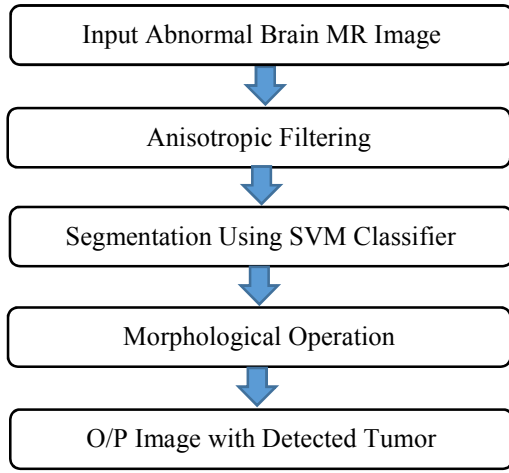 Input Abnormal Brain MR Image
Anisotropic Filtering
Segmentation Using SVM Classifier
Morphological Operation
O/P Image with Detected Tumor